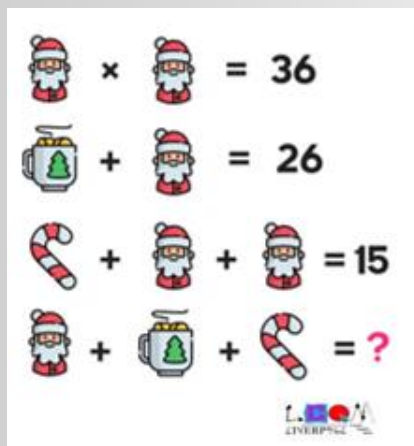 × = 36
+ = 26
+ + = 15
+ + = ?